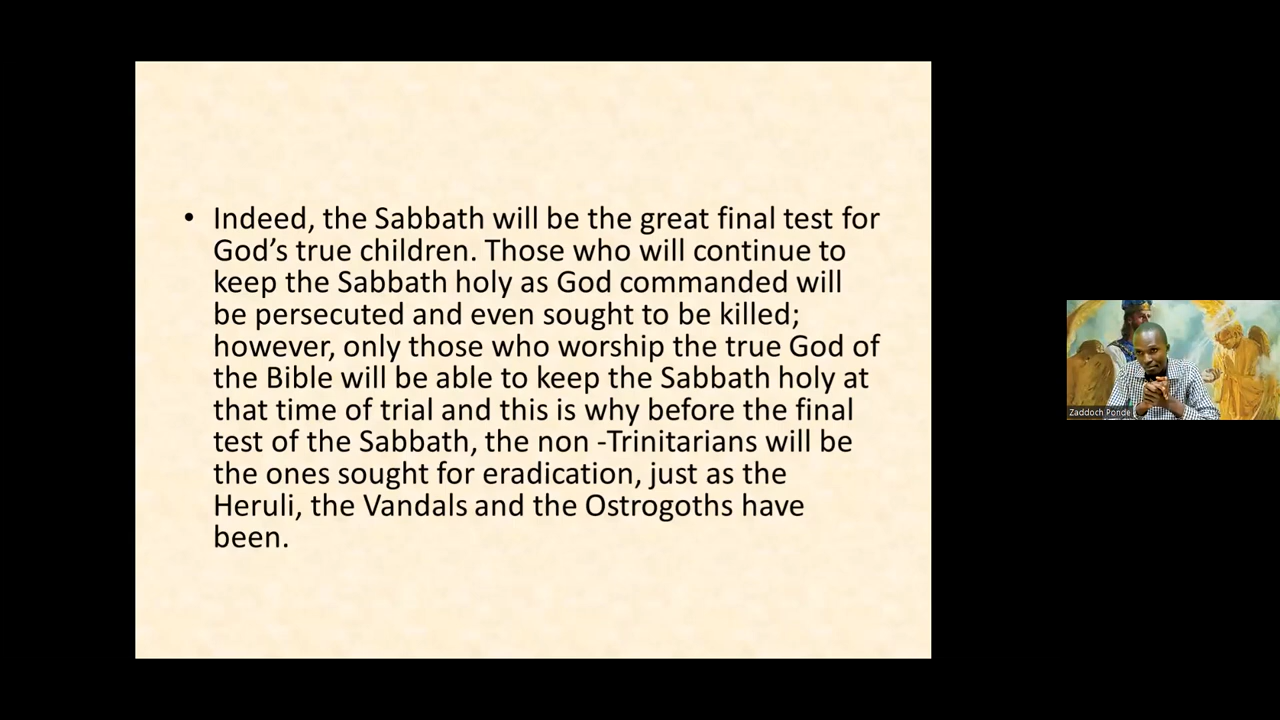 • Indeed, the Sabbath will be the great final test for
God’s true children. Those who will continue to
keep the Sabbath holy as God commanded will
be persecuted and even sought to be killed;
however, only those who worship the true God of
the Bible will be able to keep the Sabbath holy at
that time of trial and this is why before the final
test of the Sabbath, the non -Trinitarians will be
the ones sought for eradication, just as the
Heruli, the Vandals and the Ostrogoths have
been.
Zaddoch Ponde